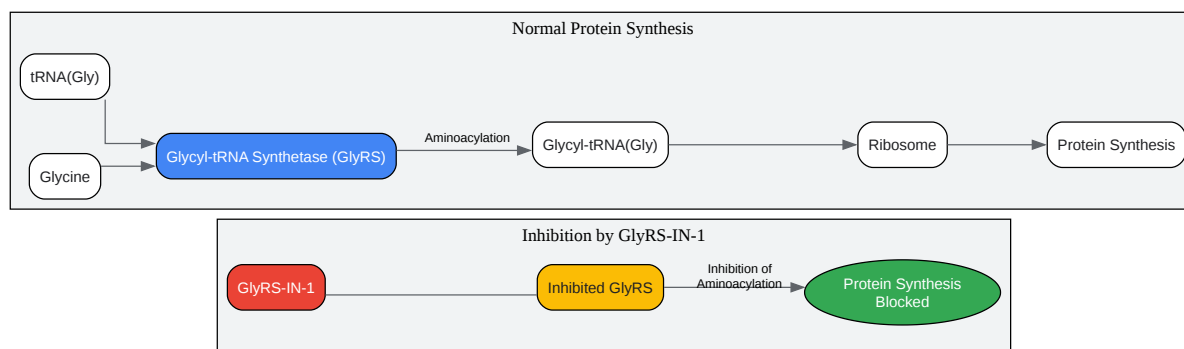 Normal Protein Synthesis
tRNA(Gly)
Glycine
Glycyl-tRNA Synthetase (GlyRS)
Aminoacylation
Glycyl-tRNA(Gly)
Ribosome
Protein Synthesis
Inhibition by GlyRS-IN-1
GlyRS-IN-1
Inhibited GlyRS
Inhibition of
Aminoacylation
Protein Synthesis
Blocked